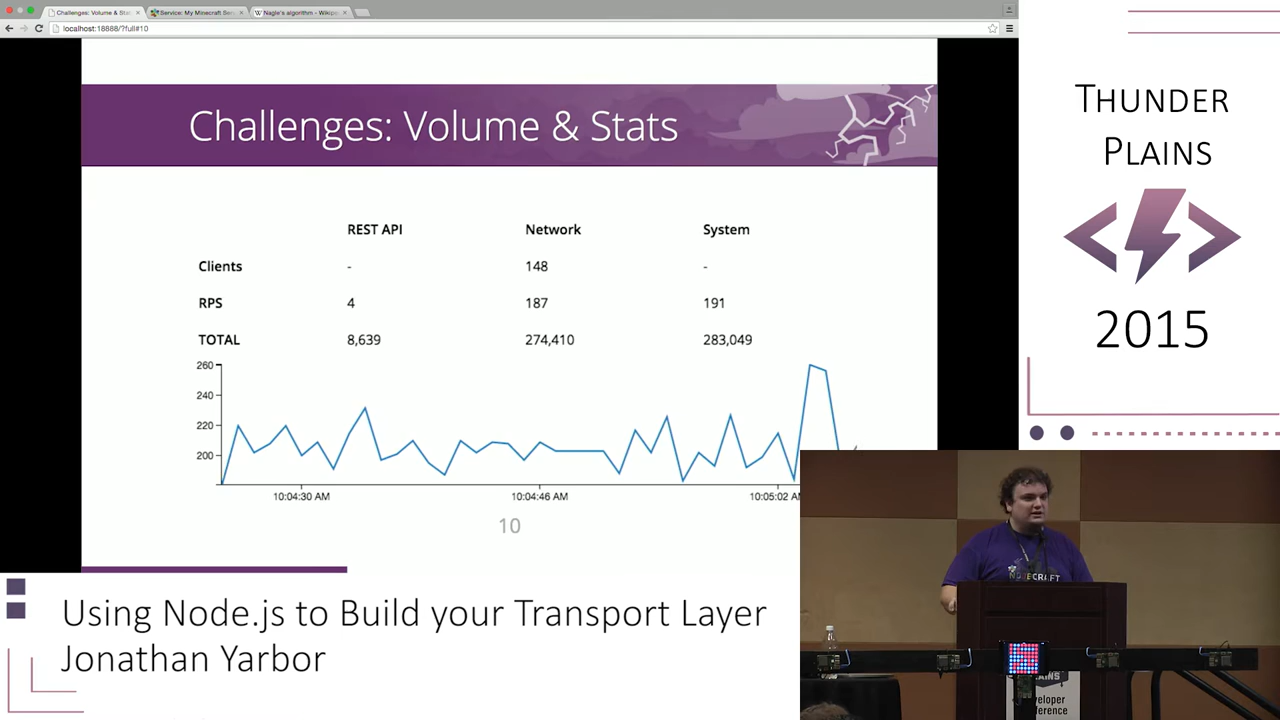 Challenges: Volume & Sta
Service: My Minecraft Ser
Nagle's algorithm - Wikip
localhost:18888/?full#10
Challenges: Volume & Stats
REST API Network System
Clients - 148 -
RPS 4 187 191
TOTAL 8,639 274,410 283,049
260
240
220
200
10:04:30 AM 10:04:46 AM 10:05:02 AM
10
THUNDER
PLAINS
2015
Using Node.js to Build your Transport Layer
Jonathan Yarbor
NODECRAFT